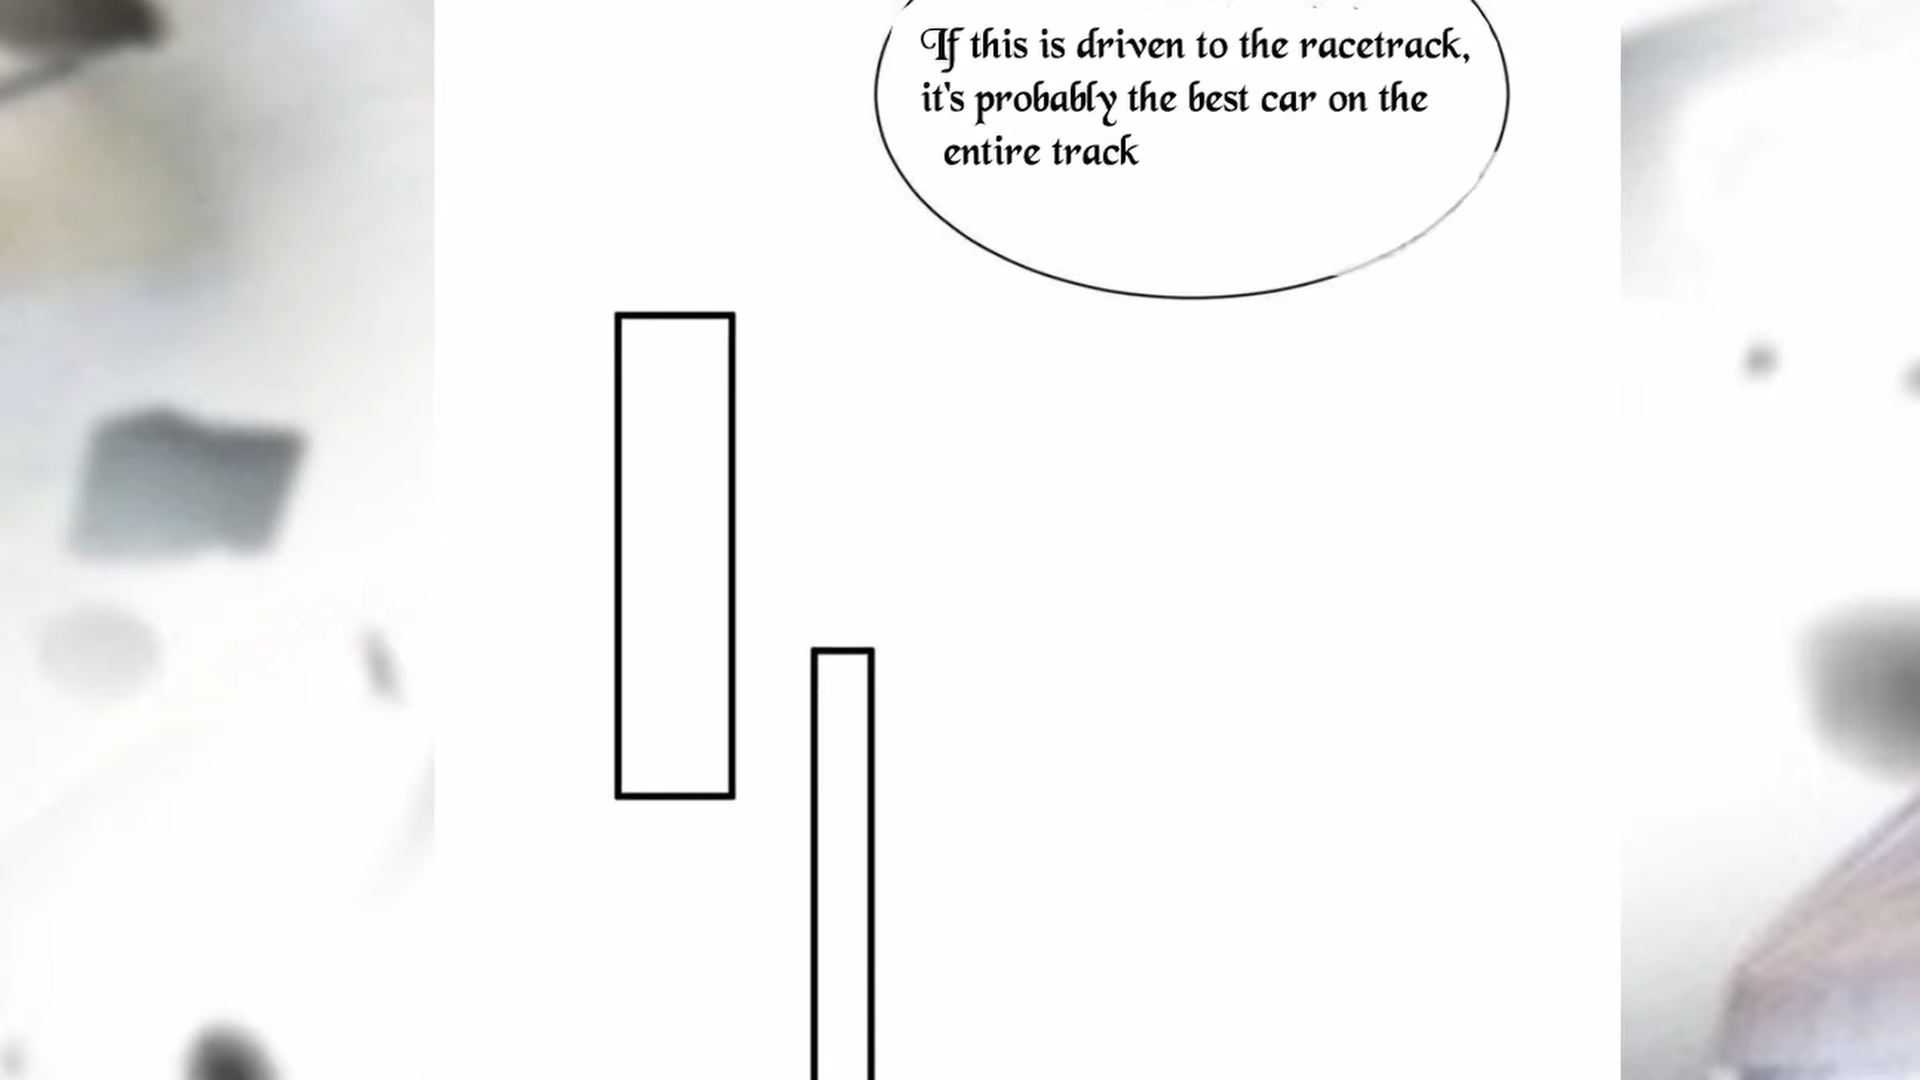 If this is driven to the racetrack,
it's probably the best car on the
entire track